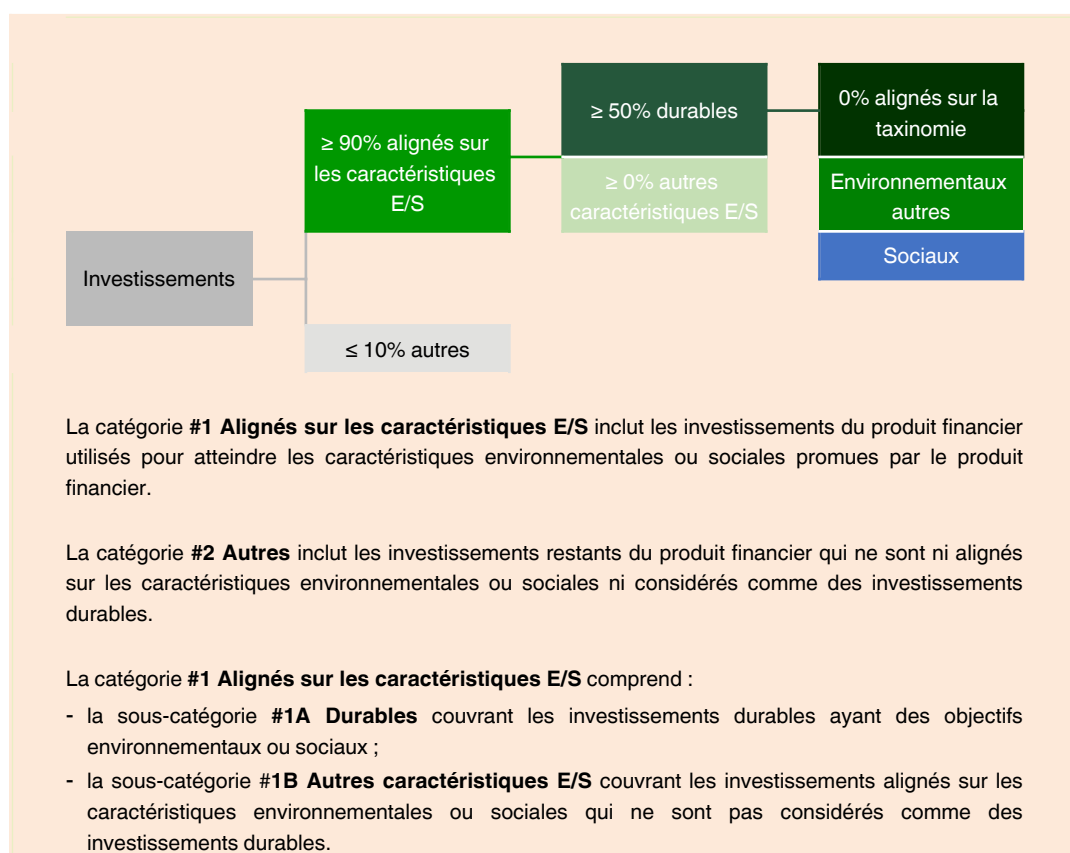 ≥ 50% durables
0% alignés sur la
taxinomie
≥ 90% alignés sur
les caractéristiques
E/S
≥ 0% autres
caractéristiques E/S
Environnementaux
autres
Sociaux
Investissements
≤ 10% autres
La catégorie #1 Alignés sur les caractéristiques E/S inclut les investissements du produit financier
utilisés pour atteindre les caractéristiques environnementales ou sociales promues par le produit
financier.
La catégorie #2 Autres inclut les investissements restants du produit financier qui ne sont ni alignés
sur les caractéristiques environnementales ou sociales ni considérés comme des investissements
durables.
La catégorie #1 Alignés sur les caractéristiques E/S comprend :
- la sous-catégorie #1A Durables couvrant les investissements durables ayant des objectifs
environnementaux ou sociaux ;
- la sous-catégorie #1B Autres caractéristiques E/S couvrant les investissements alignés sur les
caractéristiques environnementales ou sociales qui ne sont pas considérés comme des
investissements durables.